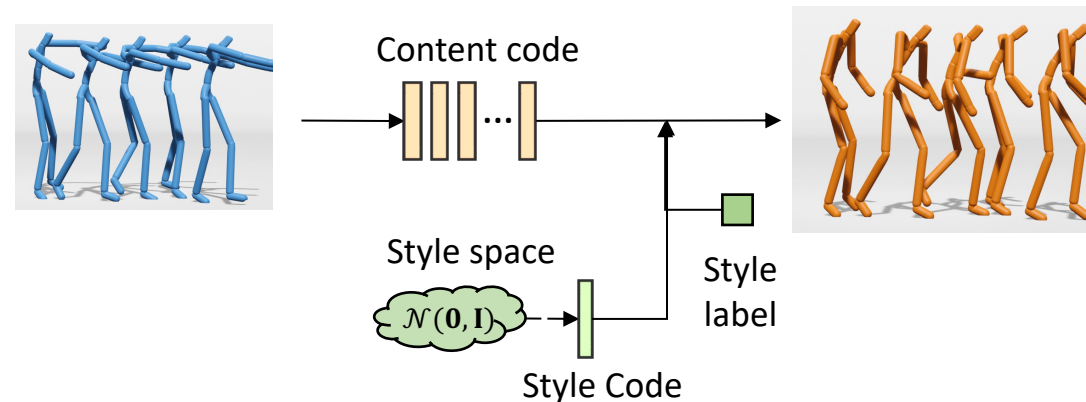 Content code
...
Style space
𝒩(𝟎, 𝐈)
Style
label
Style Code